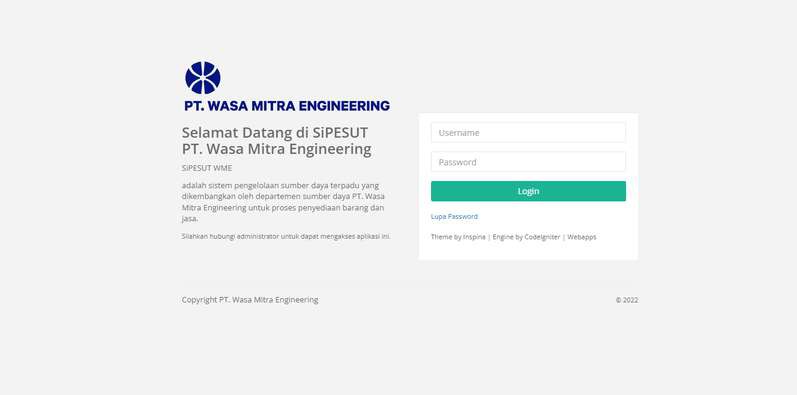 PT. WASA MITRA ENGINEERING
Selamat Datang di SiPESUT
PT. Wasa Mitra Engineering
SiPESUT WME
adalah sistem pengelolaan sumber daya terpadu yang
dikembangkan oleh departemen sumber daya PT. Wasa
Mitra Engineering untuk proses penyediaan barang dan
jasa.
Silahkan hubungi administrator untuk dapat mengakses aplikasi ini.
Username
Password
Login
Lupa Password
Theme by Inspina | Engine by CodeIgniter | Webapps
Copyright PT. Wasa Mitra Engineering
© 2022